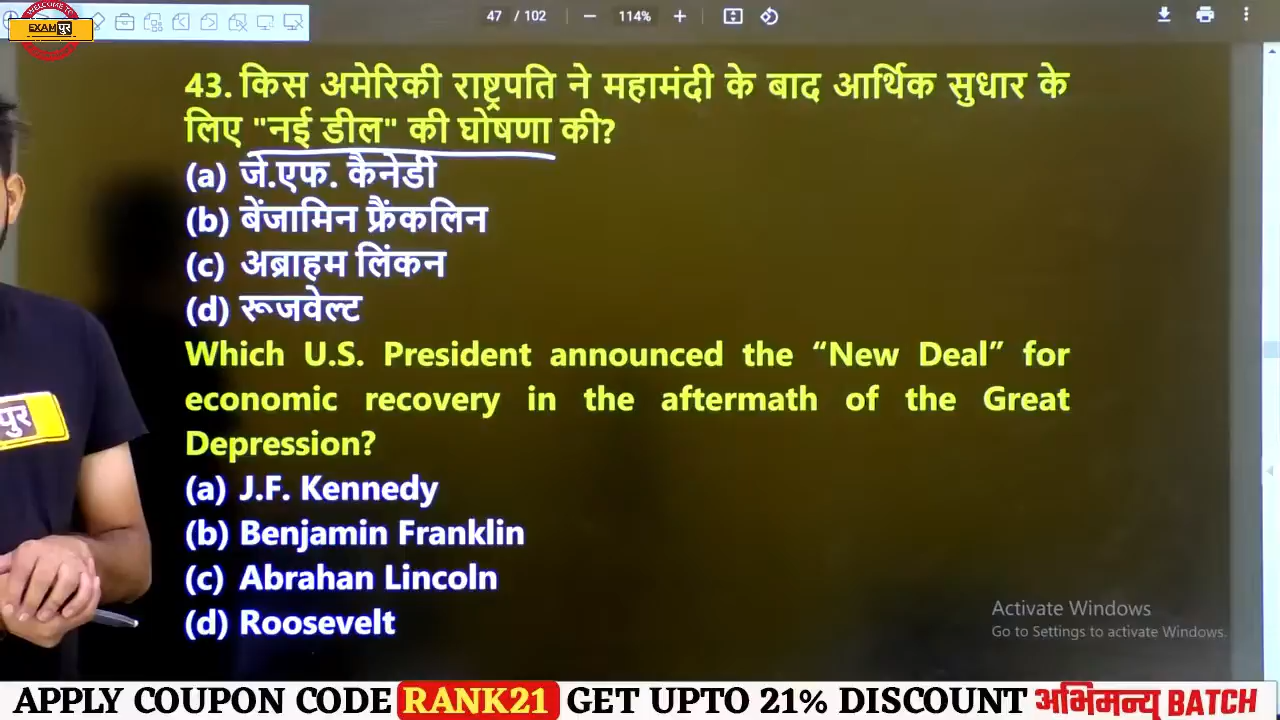 47 / 102
114%
WELCOME TO
EXAMपुर
43. किस अमेरिकी राष्ट्रपति ने महामंदी के बाद आर्थिक सुधार के
लिए "नई डील" की घोषणा की?
(a) जे.एफ. कैनेडी
(b) बेंजामिन फ्रैंकलिन
(c) अब्राहम लिंकन
(d) रूजवेल्ट
Which U.S. President announced the “New Deal” for
economic recovery in the aftermath of the Great
Depression?
(a) J.F. Kennedy
(b) Benjamin Franklin
(c) Abrahan Lincoln
(d) Roosevelt
पुर
Activate Windows
Go to Settings to activate Windows.
APPLY COUPON CODE RANK21 GET UPTO 21% DISCOUNT अभिमन्यु BATCH